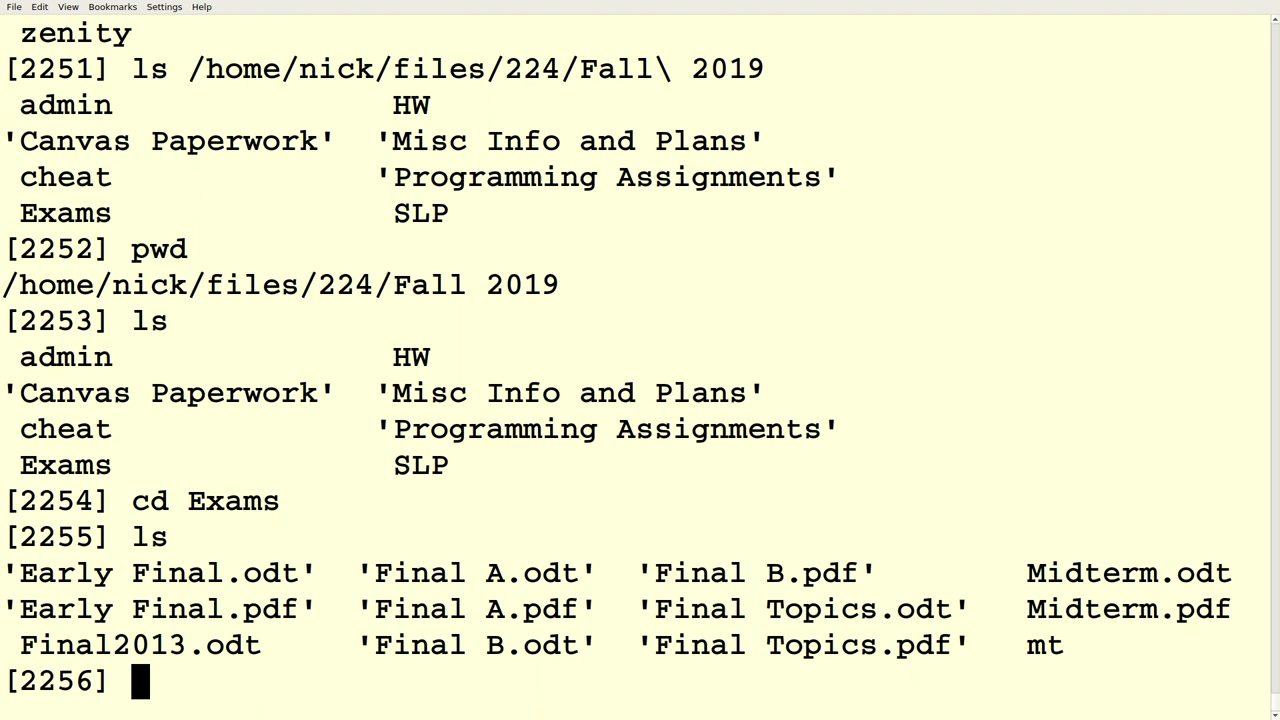 File Edit View Bookmarks Settings Help
zenity
[2251] ls /home/nick/files/224/Fall\ 2019
admin HW
'Canvas Paperwork' 'Misc Info and Plans'
cheat 'Programming Assignments'
Exams SLP
[2252] pwd
/home/nick/files/224/Fall 2019
[2253] ls
admin HW
'Canvas Paperwork' 'Misc Info and Plans'
cheat 'Programming Assignments'
Exams SLP
[2254] cd Exams
[2255] ls
'Early Final.odt' 'Final A.odt' 'Final B.pdf' Midterm.odt
'Early Final.pdf' 'Final A.pdf' 'Final Topics.odt' Midterm.pdf
Final2013.odt 'Final B.odt' 'Final Topics.pdf' mt
[2256]